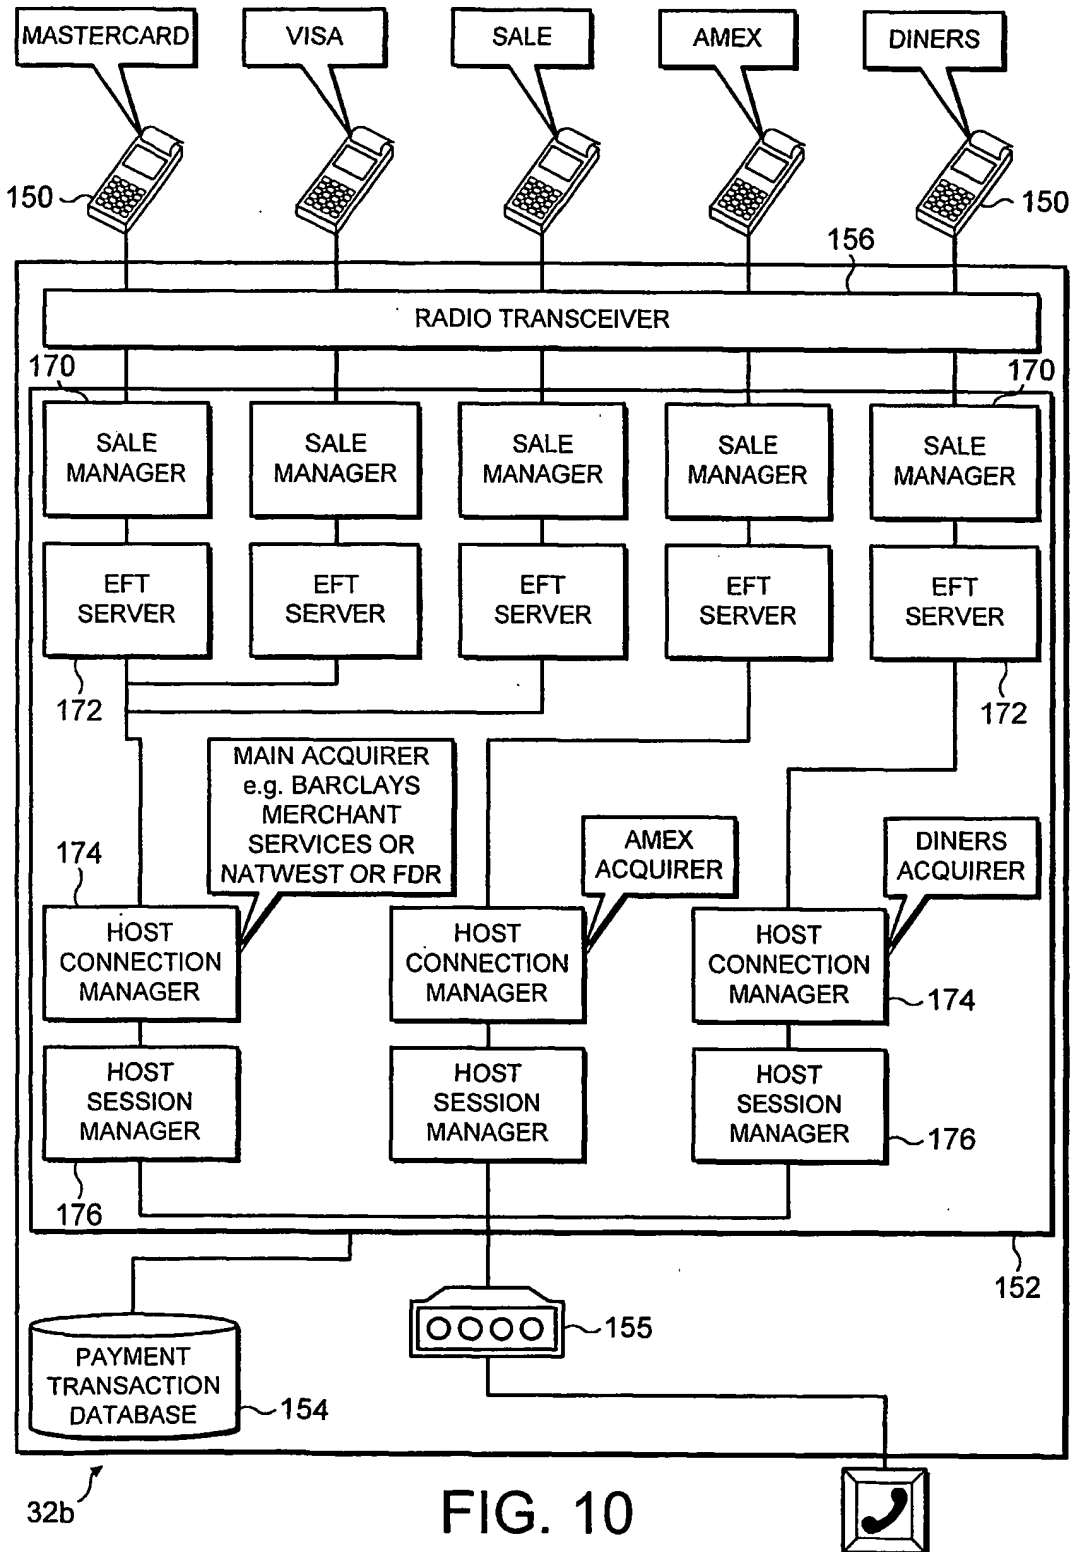 MASTERCARD
VISA
SALE
AMEX
DINERS
150
150
156
RADIO TRANSCEIVER
170
170
SALE
MANAGER
SALE
MANAGER
SALE
MANAGER
SALE
MANAGER
SALE
MANAGER
EFT
SERVER
EFT
SERVER
EFT
SERVER
EFT
SERVER
EFT
SERVER
172
172
MAIN ACQUIRER
e.g. BARCLAYS
MERCHANT
SERVICES OR
NATWEST OR FDR
AMEX
ACQUIRER
DINERS
ACQUIRER
174
HOST
CONNECTION
MANAGER
HOST
CONNECTION
MANAGER
HOST
CONNECTION
MANAGER
174
HOST
SESSION
MANAGER
HOST
SESSION
MANAGER
HOST
SESSION
MANAGER
176
176
152
155
PAYMENT
TRANSACTION
DATABASE
154
32b
FIG. 10